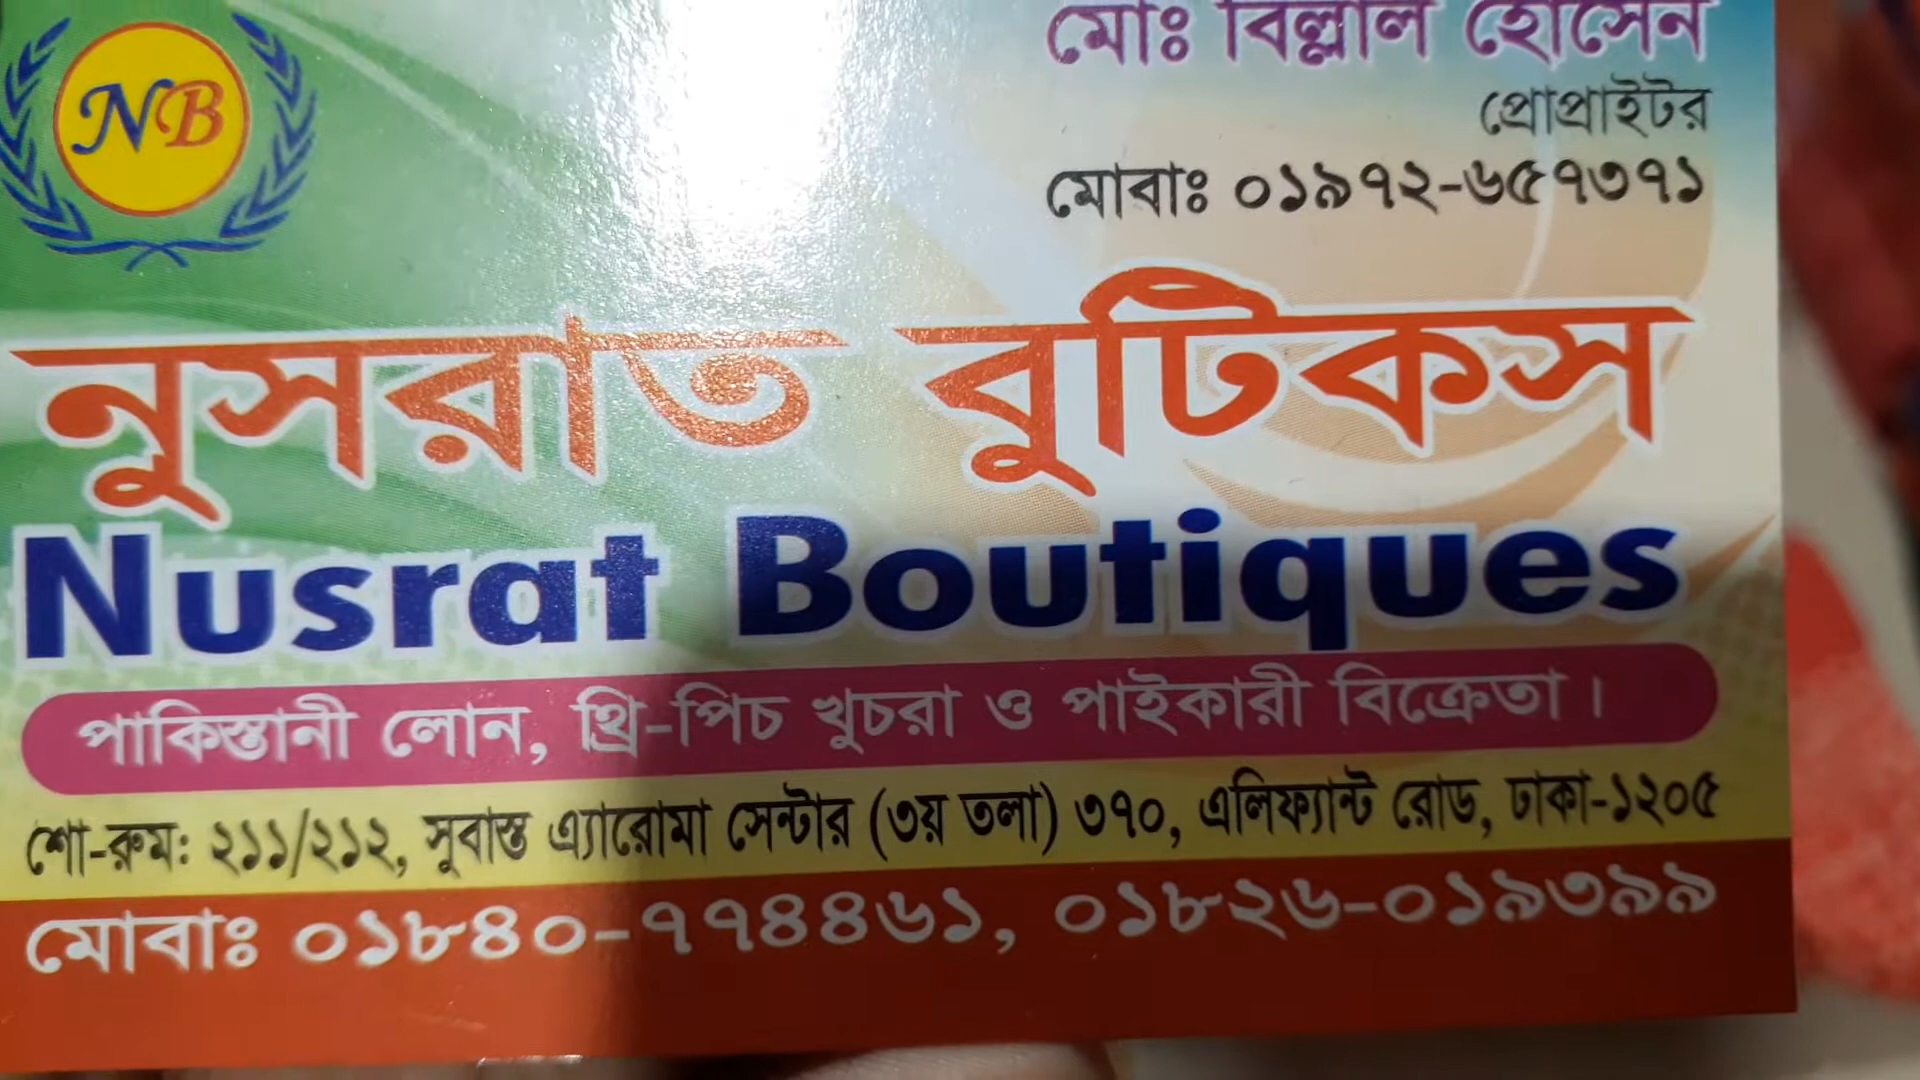 NB
মোঃ বিল্লাল হোসেন
প্রোপ্রাইটর
মোবাঃ ০১৯৭২-৬৫৭৩৭১
নুসরাত বুটিকস
Nusrat Boutiques
পাকিস্তানী লোন, থ্রি-পিচ খুচরা ও পাইকারী বিক্রেতা।
শো-রুম: ২১১/২১২, সুবাস্ত এ্যারোমা সেন্টার (৩য় তলা) ৩৭০, এলিফ্যান্ট রোড, ঢাকা-১২০৫
মোবাঃ ০১৮৪০-৭৭৪৪৬১, ০১৮২৬-০১৯৩৯৯